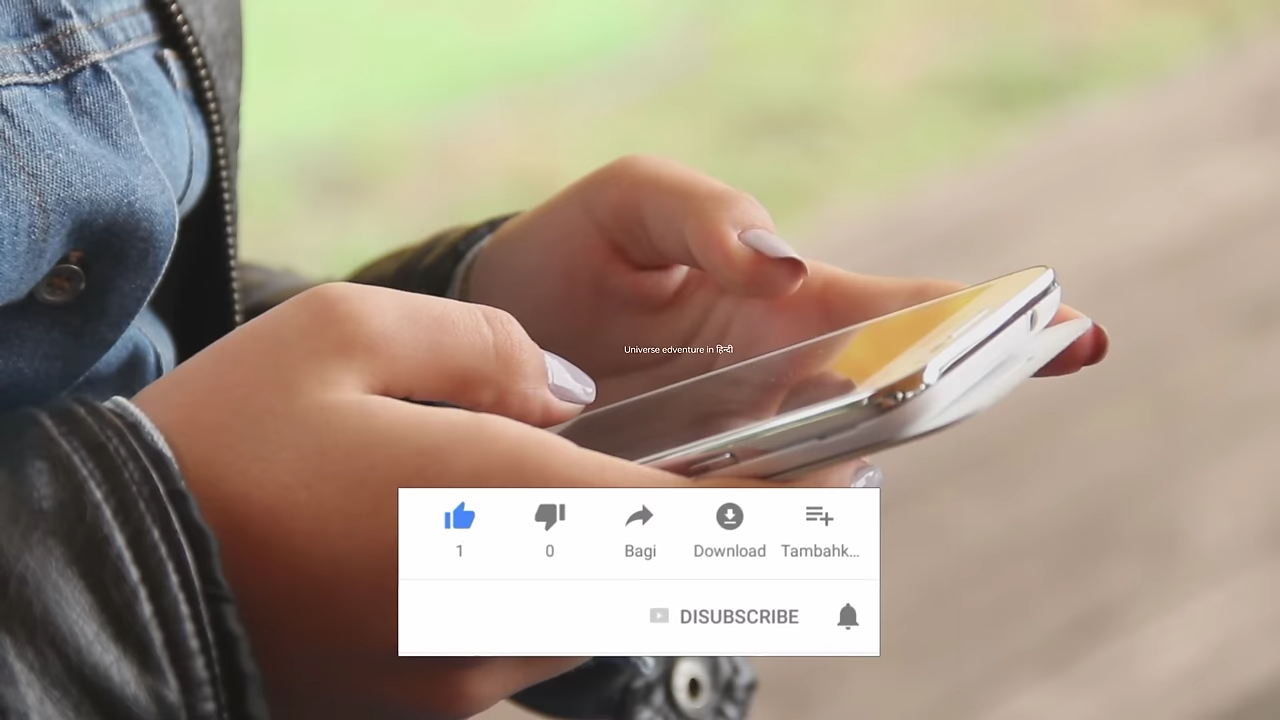 Universe edventure in हिन्दी
1
0
Bagi
Download
Tambahk...
DISUBSCRIBE